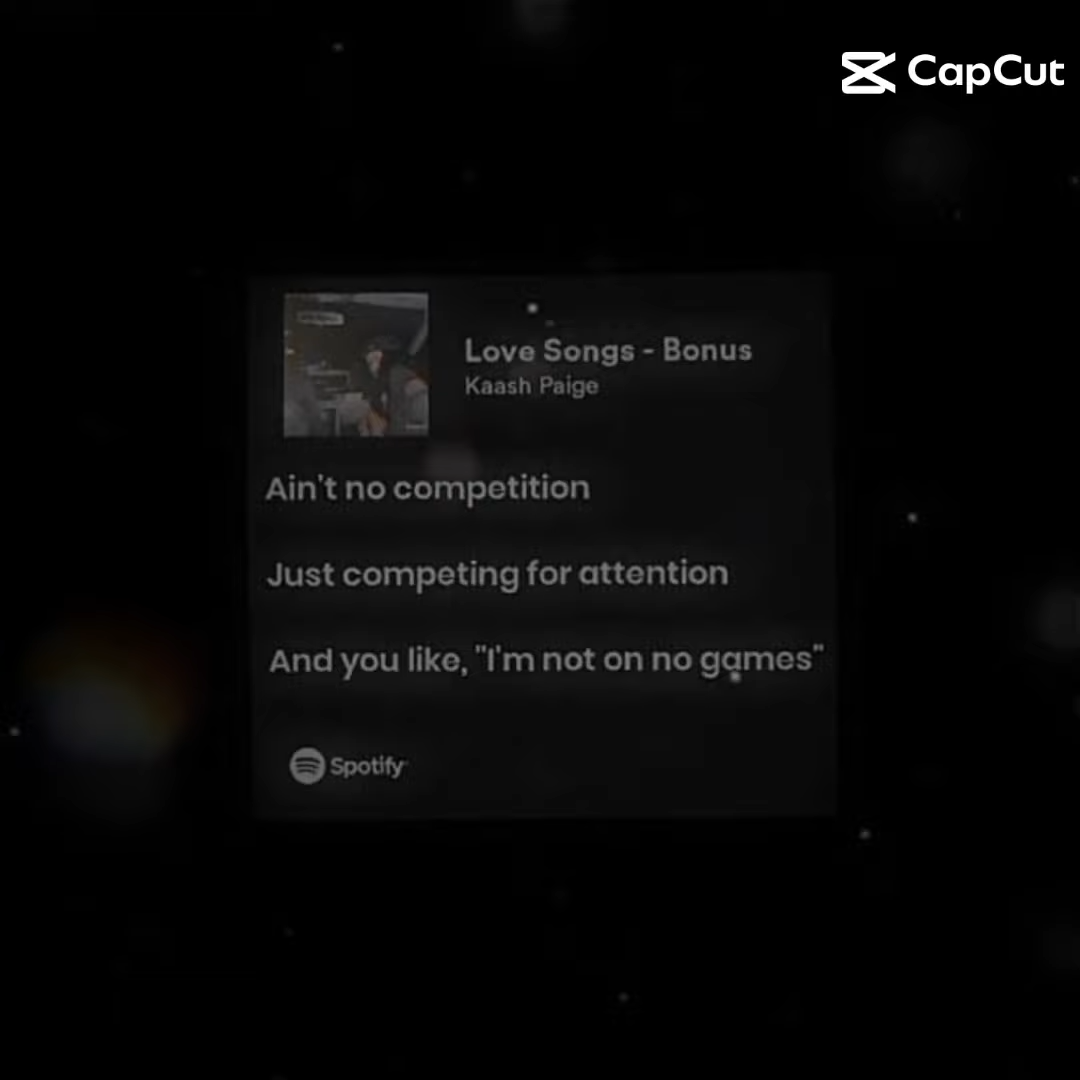 CapCut
Love Songs - Bonus
Kaash Paige
Ain't no competition
Just competing for attention
And you like, "I'm not on no games"
Spotify